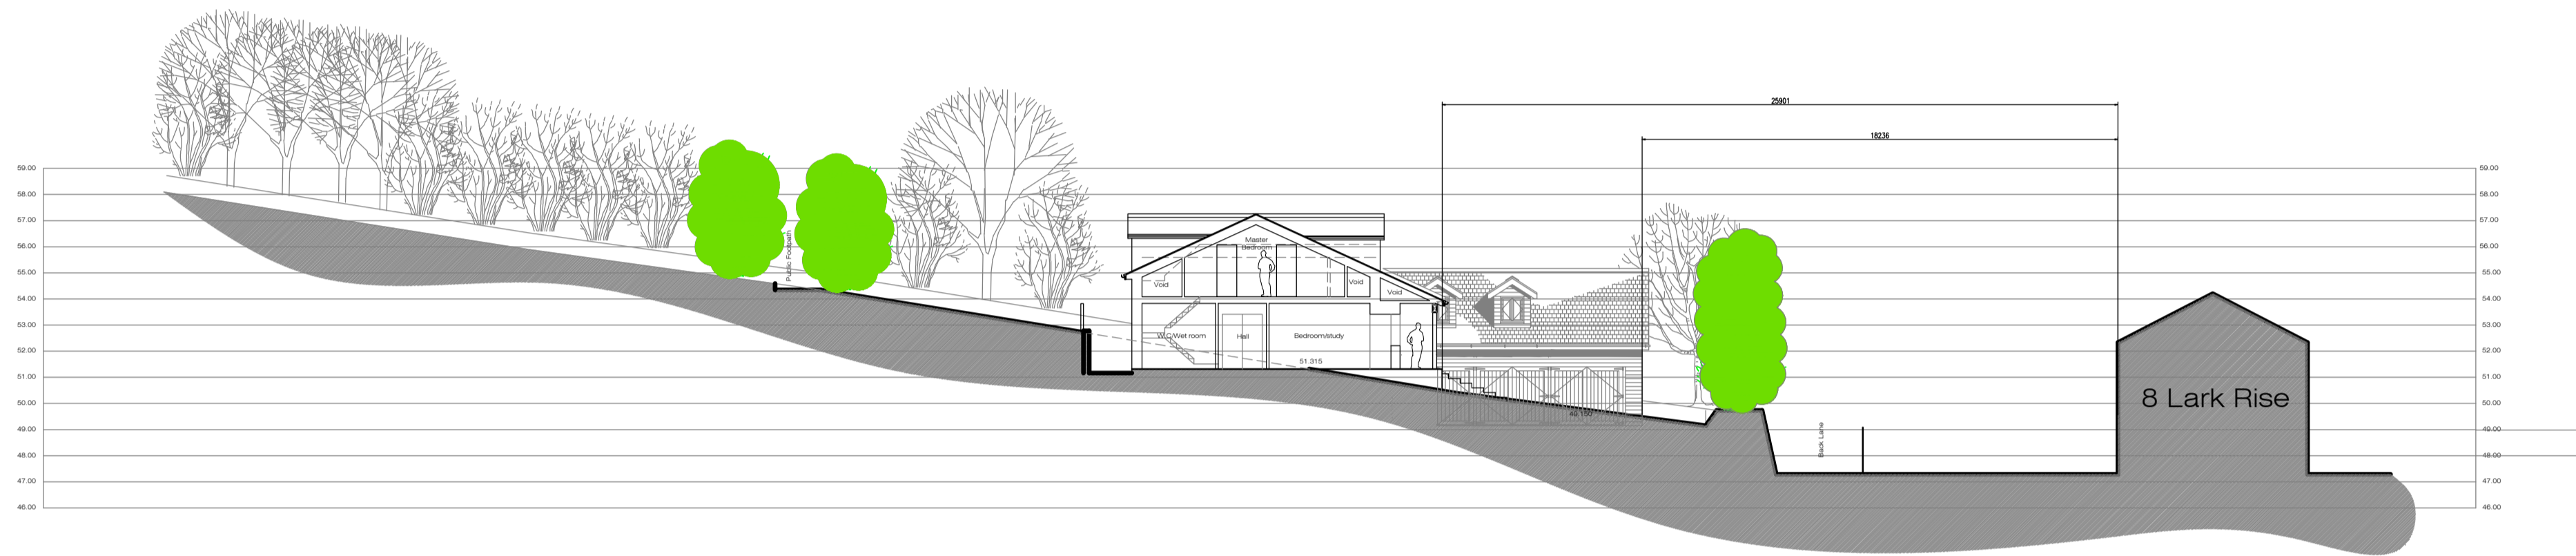 25901
18236
59.00 59.00
58.00 58.00
57.00 57.00
Public Footpath
Master
Bedroom
56.00 56.00
55.00 55.00
Void Void Void
54.00 54.00
53.00 53.00
W.C/Wet room Hall Bedroom/study
52.00 52.00
51.315
51.00 51.00
8 Lark Rise
50.00 50.00
49.00 49.00
Back Lane
48.00 48.00
47.00 47.00
46.00 46.00